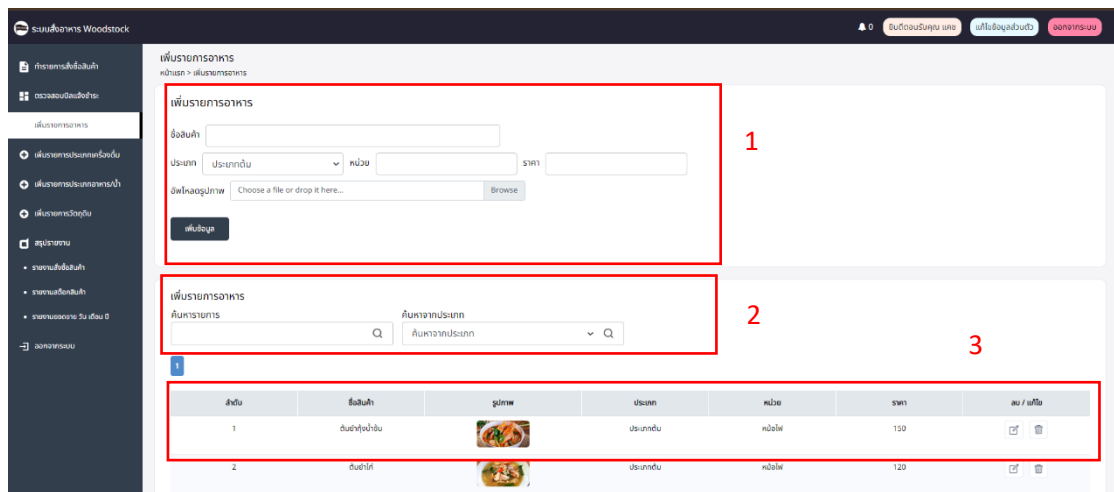 ระบบสั่งอาหาร Woodstock
0 ยินดีตอนรับคุณ แคช แก้ไขข้อมูลส่วนตัว ออกจากระบบ
ทำรายการสั่งซื้อสินค้า
ตรวจสอบบิลแจ้งชำระ
เพิ่มรายการอาหาร
เพิ่มรายการประเภทเครื่องดื่ม
เพิ่มรายการประเภทอาหาร/น้ำ
เพิ่มรายการวัตถุดิบ
สรุปรายงาน
รายงานสั่งซื้อสินค้า
รายงานสต็อกสินค้า
รายงานยอดขาย วัน เดือน ปี
ออกจากระบบ
เพิ่มรายการอาหาร
หน้าแรก > เพิ่มรายการอาหาร
เพิ่มรายการอาหาร
1
ชื่อสินค้า
ประเภท ประเภทต้ม หน่วย ราคา
อัพโหลดรูปภาพ Choose a file or drop it here... Browse
เพิ่มข้อมูล
เพิ่มรายการอาหาร
2
ค้นหารายการ ค้นหาจากประเภท
ค้นหาจากประเภท
3
1
ลำดับ ชื่อสินค้า รูปภาพ ประเภท หน่วย ราคา ลบ / แก้ไข
1 ต้มยำกุ้งน้ำข้น ประเภทต้ม หม้อไฟ 150
2 ต้มยำไก่ ประเภทต้ม หม้อไฟ 120